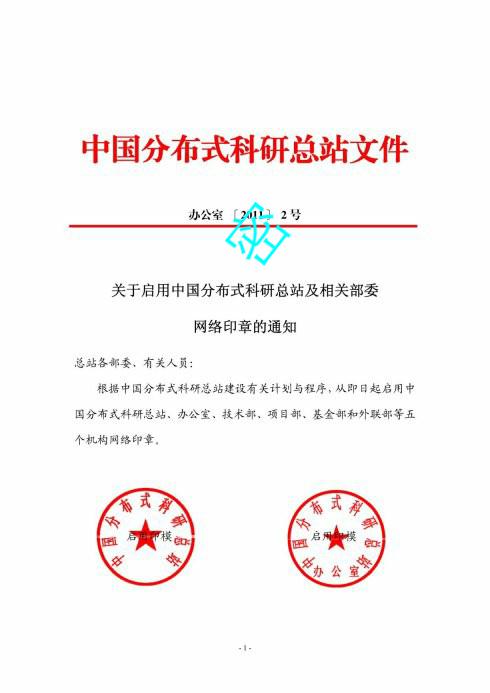 中国分布式科研总站文件
办公室 〔2011〕 2号
密
关于启用中国分布式科研总站及相关部委
网络印章的通知
总站各部委、有关人员：
根据中国分布式科研总站建设有关计划与程序，从即日起启用中
国分布式科研总站、办公室、技术部、项目部、基金部和外联部等五
个机构网络印章。
中国分布式科研总站
启用印模
中国分布式科研总站
启用印模
办公室
- 1 -